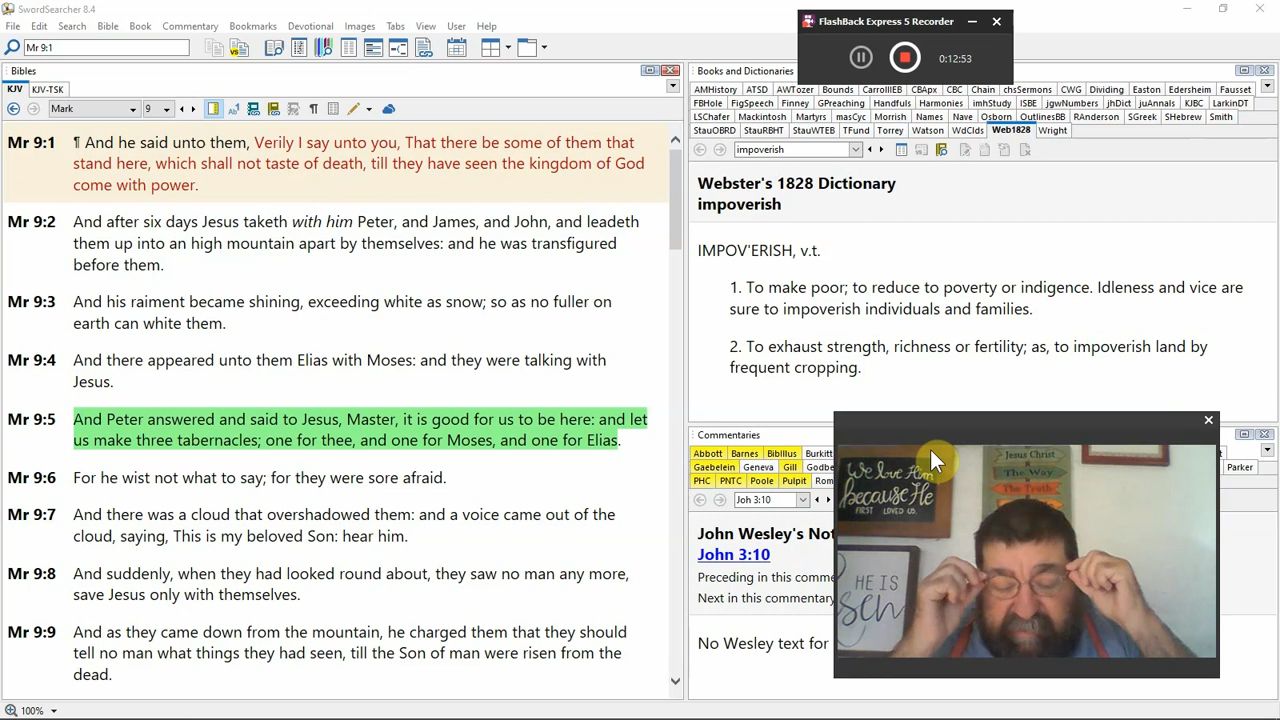 SwordSearcher 8.4
File Edit Search Bible Book Commentary Bookmarks Devotional Images Tabs View User Help
Mr 9:1
VS
Bibles
KJV KJV-TSK
Mark 9
Mr 9:1 ¶ And he said unto them, Verily I say unto you, That there be some of them that
stand here, which shall not taste of death, till they have seen the kingdom of God
come with power.
Mr 9:2 And after six days Jesus taketh with him Peter, and James, and John, and leadeth
them up into an high mountain apart by themselves: and he was transfigured
before them.
Mr 9:3 And his raiment became shining, exceeding white as snow; so as no fuller on
earth can white them.
Mr 9:4 And there appeared unto them Elias with Moses: and they were talking with
Jesus.
Mr 9:5 And Peter answered and said to Jesus, Master, it is good for us to be here: and let
us make three tabernacles; one for thee, and one for Moses, and one for Elias.
Mr 9:6 For he wist not what to say; for they were sore afraid.
Mr 9:7 And there was a cloud that overshadowed them: and a voice came out of the
cloud, saying, This is my beloved Son: hear him.
Mr 9:8 And suddenly, when they had looked round about, they saw no man any more,
save Jesus only with themselves.
Mr 9:9 And as they came down from the mountain, he charged them that they should
tell no man what things they had seen, till the Son of man were risen from the
dead.
100%
FlashBack Express 5 Recorder
0:12:53
Books and Dictionaries
AMHistory ATSD AWTozer Bounds CarrollIEB CBApx CBC Chain chsSermons CWG Dividing Easton Edersheim Fausset
FBHole FigSpeech Finney GPreaching Handfuls Harmonies imhStudy ISBE jgwNumbers jhDict juAnnals KJBC LarkinDT
LSChafer Mackintosh Martyrs masCyc Morrish Names Nave Osborn OutlinesBB RAnderson SGreek SHebrew Smith
StauOBRD StauRBHT StauWTEB TFund Torrey Watson WdClds Web1828 Wright
impoverish
Webster's 1828 Dictionary
impoverish
IMPOV'ERISH, v.t.
1. To make poor; to reduce to poverty or indigence. Idleness and vice are
sure to impoverish individuals and families.
2. To exhaust strength, richness or fertility; as, to impoverish land by
frequent cropping.
Commentaries
Abbott Barnes BibIllus Burkitt
Gaebelein Geneva Gill Godbe Parker
PHC PNTC Poole Pulpit Rom
Joh 3:10
John Wesley's Not
John 3:10
Preceding in this comme
Next in this commentary
No Wesley text for
We love Him
because He
FIRST LOVED US.
Jesus Christ
The Way
The Truth
HE IS